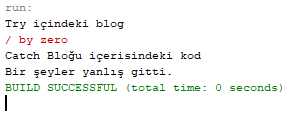 run:
Try içindeki blog
/ by zero
Catch Bloğu içerisindeki kod
Bir şeyler yanlış gitti.
BUILD SUCCESSFUL (total time: 0 seconds)